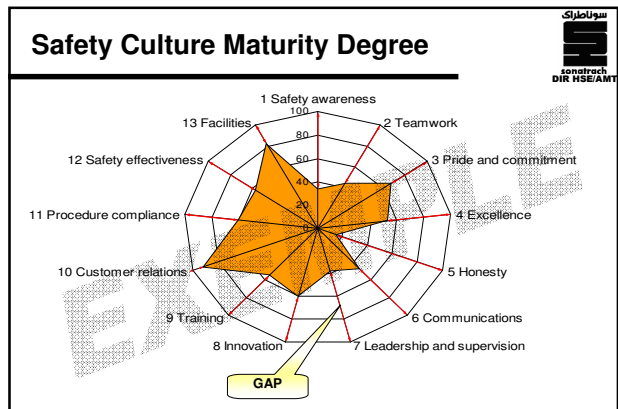 Safety Culture Maturity Degree
سوناطراك
sonatrach
DIR HSE/AMT
1 Safety awareness
100
80
60
40
20
0
2 Teamwork
3 Pride and commitment
4 Excellence
5 Honesty
6 Communications
7 Leadership and supervision
8 Innovation
9 Training
10 Customer relations
11 Procedure compliance
12 Safety effectiveness
13 Facilities
EXEMPLE
GAP